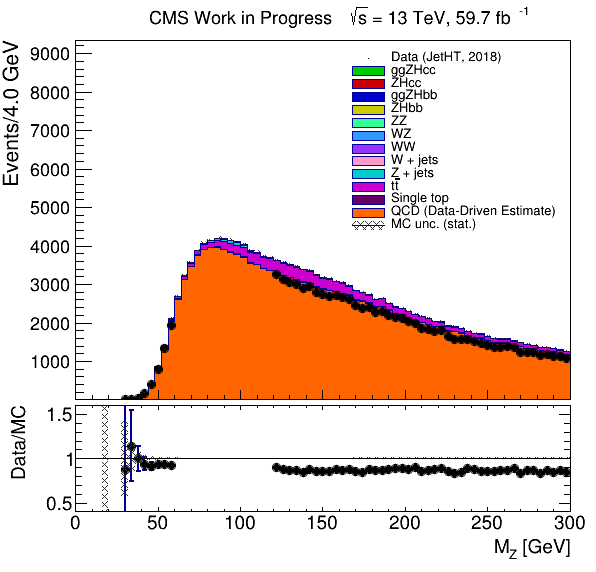 CMS Work in Progress √s = 13 TeV, 59.7 fb⁻¹
Events/4.0 GeV
9000
8000
7000
6000
5000
4000
3000
2000
1000
Data (JetHT, 2018)
ggZHcc
ZHcc
ggZHbb
ZHbb
ZZ
WZ
WW
W + jets
Z + jets
tt̄
Single top
QCD (Data-Driven Estimate)
MC unc. (stat.)
Data/MC
1.5
1
0.5
0 50 100 150 200 250 300
M_Z [GeV]